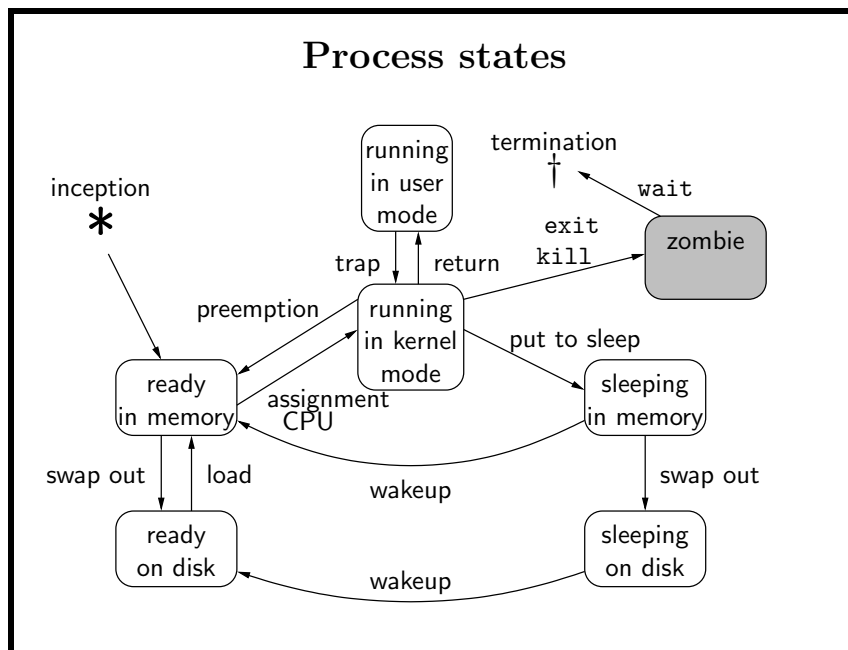 Process states
running
in user
mode
termination
†
wait
inception
*
exit
kill
zombie
trap
return
preemption
running
in kernel
mode
put to sleep
ready
in memory
assignment
CPU
sleeping
in memory
swap out
load
wakeup
swap out
ready
on disk
wakeup
sleeping
on disk